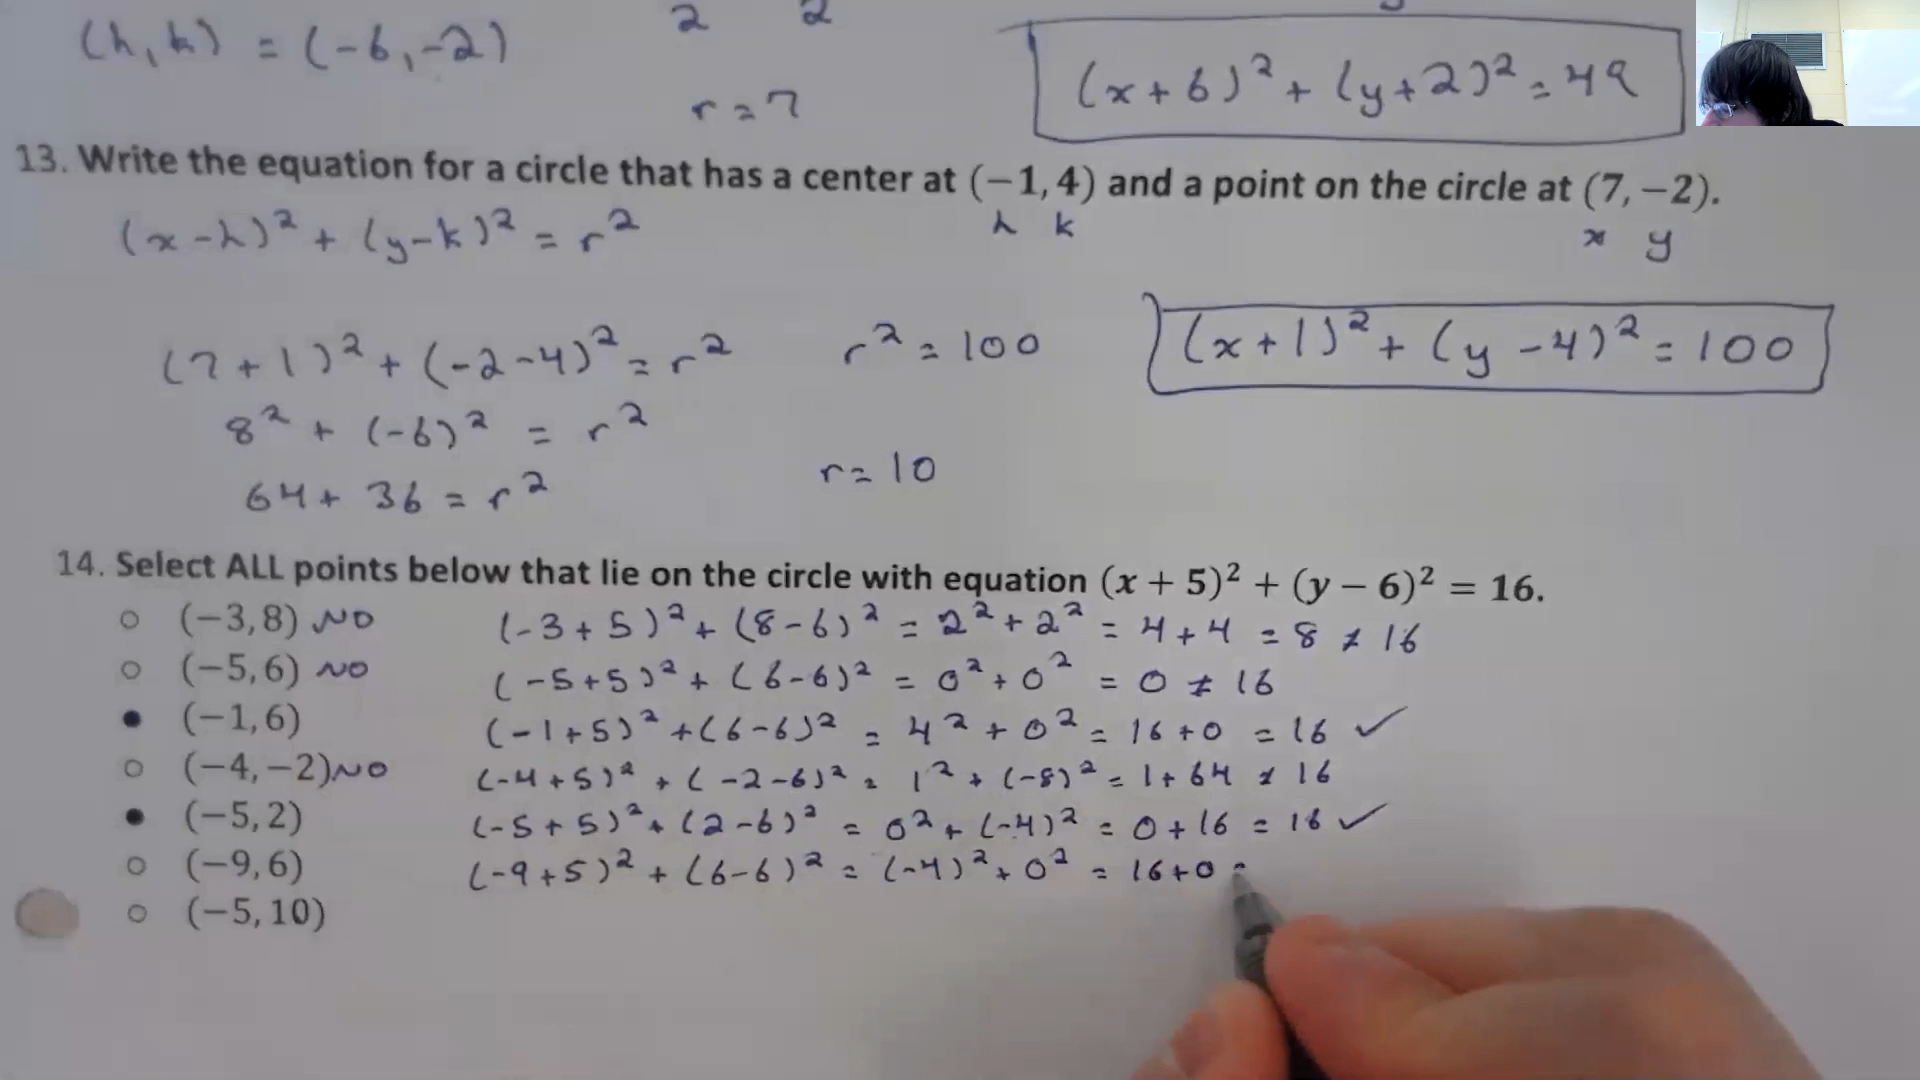 2 2
(h, k) = (-6, -2)
r = 7
(x + 6)² + (y + 2)² = 49
13. Write the equation for a circle that has a center at (−1, 4) and a point on the circle at (7, −2).
h k x y
(x - h)² + (y - k)² = r²
(7 + 1)² + (-2 - 4)² = r²
r² = 100
(x + 1)² + (y - 4)² = 100
8² + (-6)² = r²
r = 10
64 + 36 = r²
14. Select ALL points below that lie on the circle with equation (x + 5)² + (y − 6)² = 16.
(−3, 8) NO (-3 + 5)² + (8 - 6)² = 2² + 2² = 4 + 4 = 8 ≠ 16
(−5, 6) NO (-5 + 5)² + (6 - 6)² = 0² + 0² = 0 ≠ 16
(−1, 6) (-1 + 5)² + (6 - 6)² = 4² + 0² = 16 + 0 = 16 ✓
(−4, −2) NO (-4 + 5)² + (-2 - 6)² = 1² + (-8)² = 1 + 64 ≠ 16
(−5, 2) (-5 + 5)² + (2 - 6)² = 0² + (-4)² = 0 + 16 = 16 ✓
(−9, 6) (-9 + 5)² + (6 - 6)² = (-4)² + 0² = 16 + 0 =
(−5, 10)